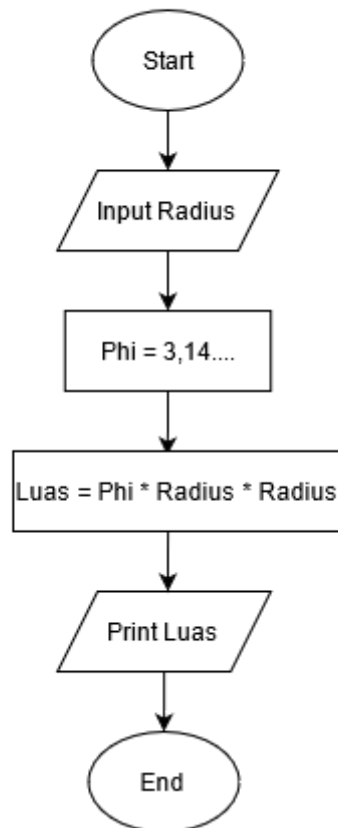 Start
Input Radius
Phi = 3,14....
Luas = Phi * Radius * Radius
Print Luas
End